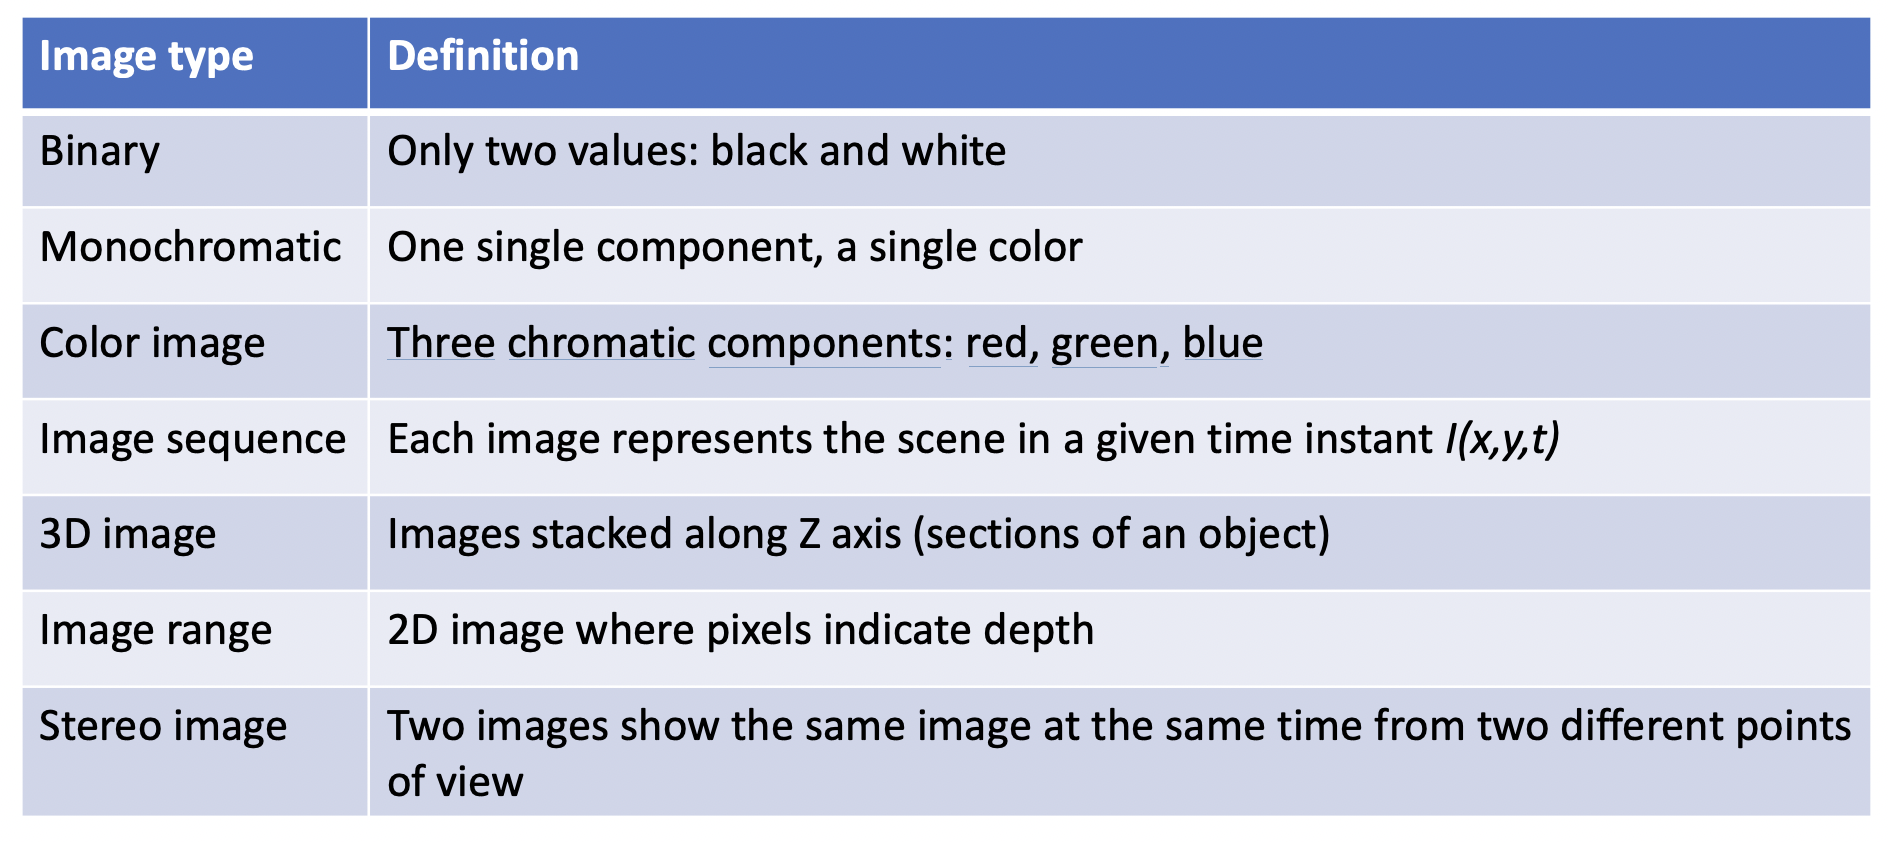 Image type Definition
Binary Only two values: black and white
Monochromatic One single component, a single color
Color image Three chromatic components: red, green, blue
Image sequence Each image represents the scene in a given time instant I(x,y,t)
3D image Images stacked along Z axis (sections of an object)
Image range 2D image where pixels indicate depth
Stereo image Two images show the same image at the same time from two different points
of view